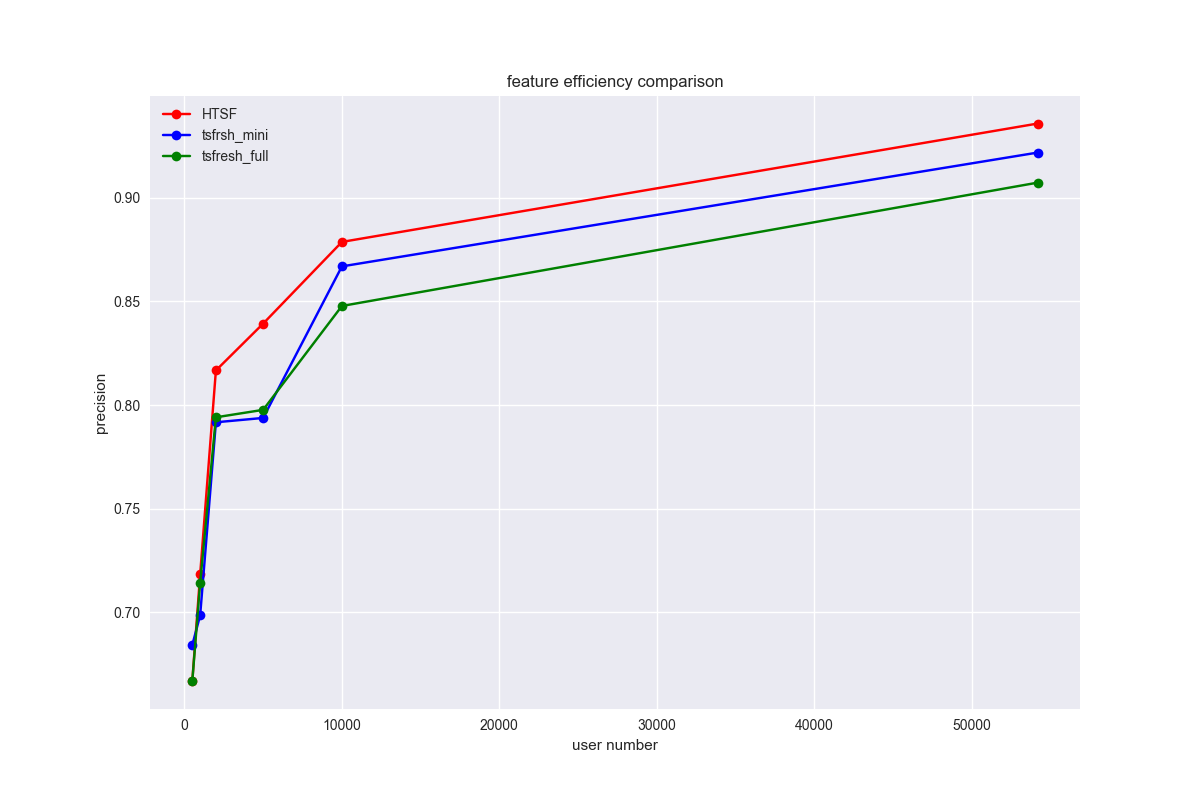 feature efficiency comparison
HTSF
tsfrsh_mini
tsfresh_full
0.90
0.85
0.80
0.75
0.70
precision
0 10000 20000 30000 40000 50000
user number